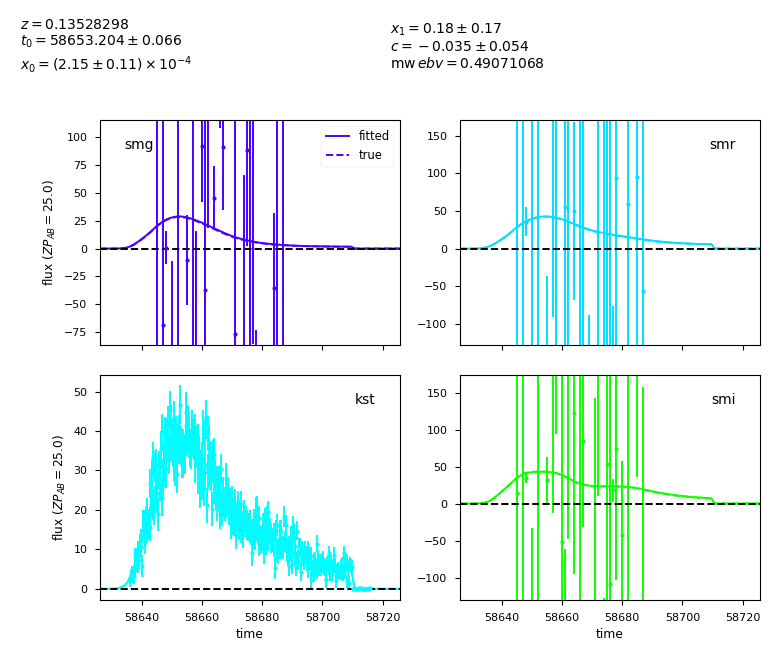 z = 0.13528298
t₀ = 58653.204 ± 0.066
x₀ = (2.15 ± 0.11) × 10⁻⁴
x₁ = 0.18 ± 0.17
c = −0.035 ± 0.054
mw ebv = 0.49071068
smg
fitted
true
100
75
50
25
0
−25
−50
−75
flux (ZP_AB = 25.0)
smr
150
100
50
0
−50
−100
kst
50
40
30
20
10
0
flux (ZP_AB = 25.0)
58640 58660 58680 58700 58720
time
smi
150
100
50
0
−50
−100
58640 58660 58680 58700 58720
time